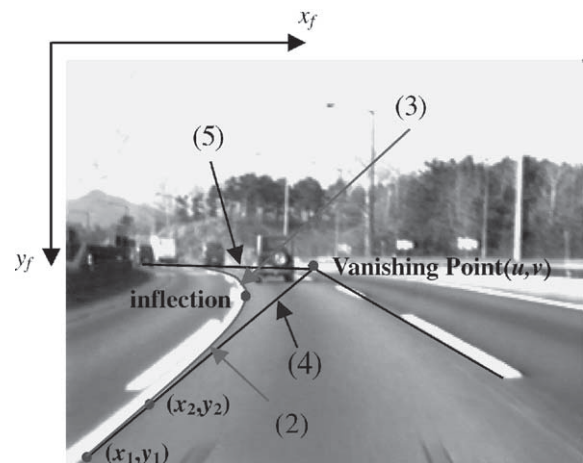 x_f
(3)
(5)
y_f
Vanishing Point(u,v)
inflection
(4)
(x₂,y₂)
(2)
(x₁,y₁)